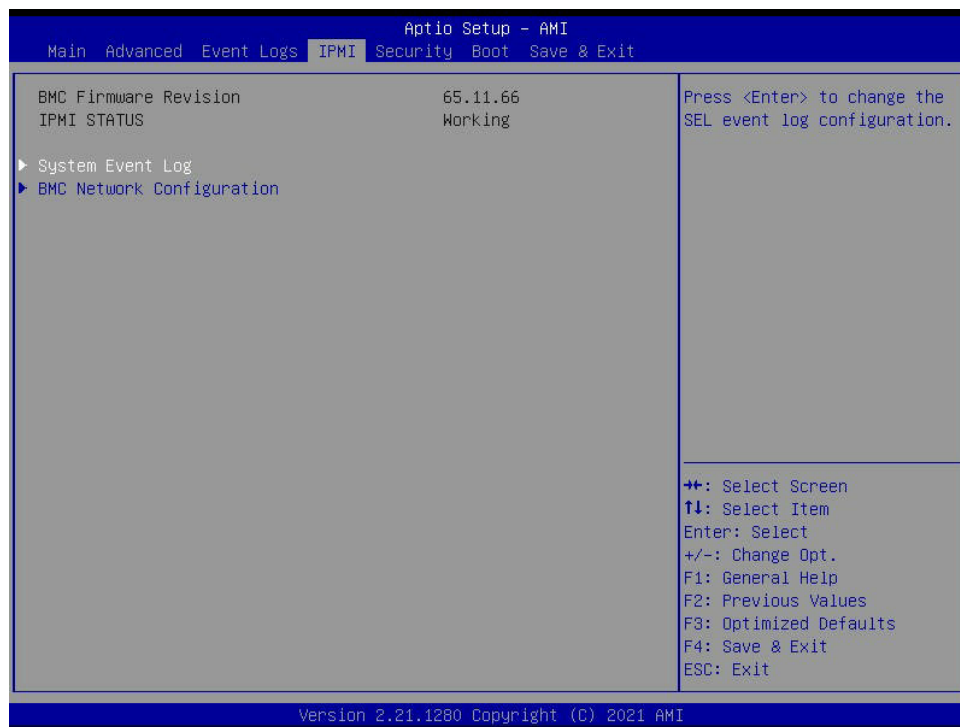 Aptio Setup – AMI
Main Advanced Event Logs IPMI Security Boot Save & Exit
BMC Firmware Revision 65.11.66
IPMI STATUS Working
System Event Log
BMC Network Configuration
Press <Enter> to change the
SEL event log configuration.
→←: Select Screen
↑↓: Select Item
Enter: Select
+/-: Change Opt.
F1: General Help
F2: Previous Values
F3: Optimized Defaults
F4: Save & Exit
ESC: Exit
Version 2.21.1280 Copyright (C) 2021 AMI